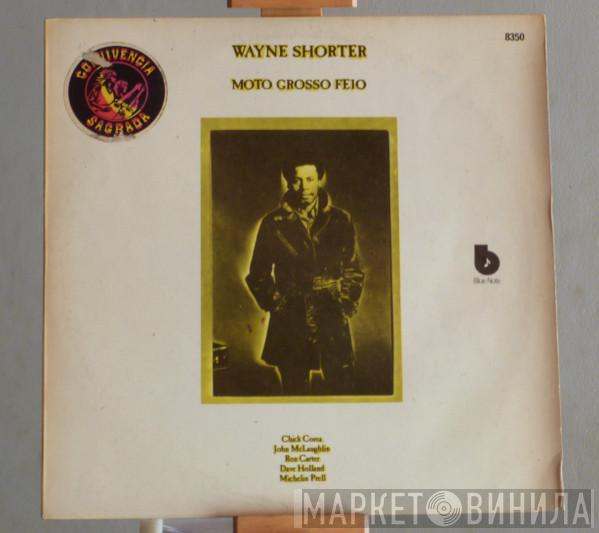 8350
WAYNE SHORTER
MOTO GROSSO FEIO
CONVIVENCIA
SAGRADA
b
Blue Note
Chick Corea
John McLaughlin
Ron Carter
Dave Holland
Michelin Prell
МАРКЕТ ВИНИЛА